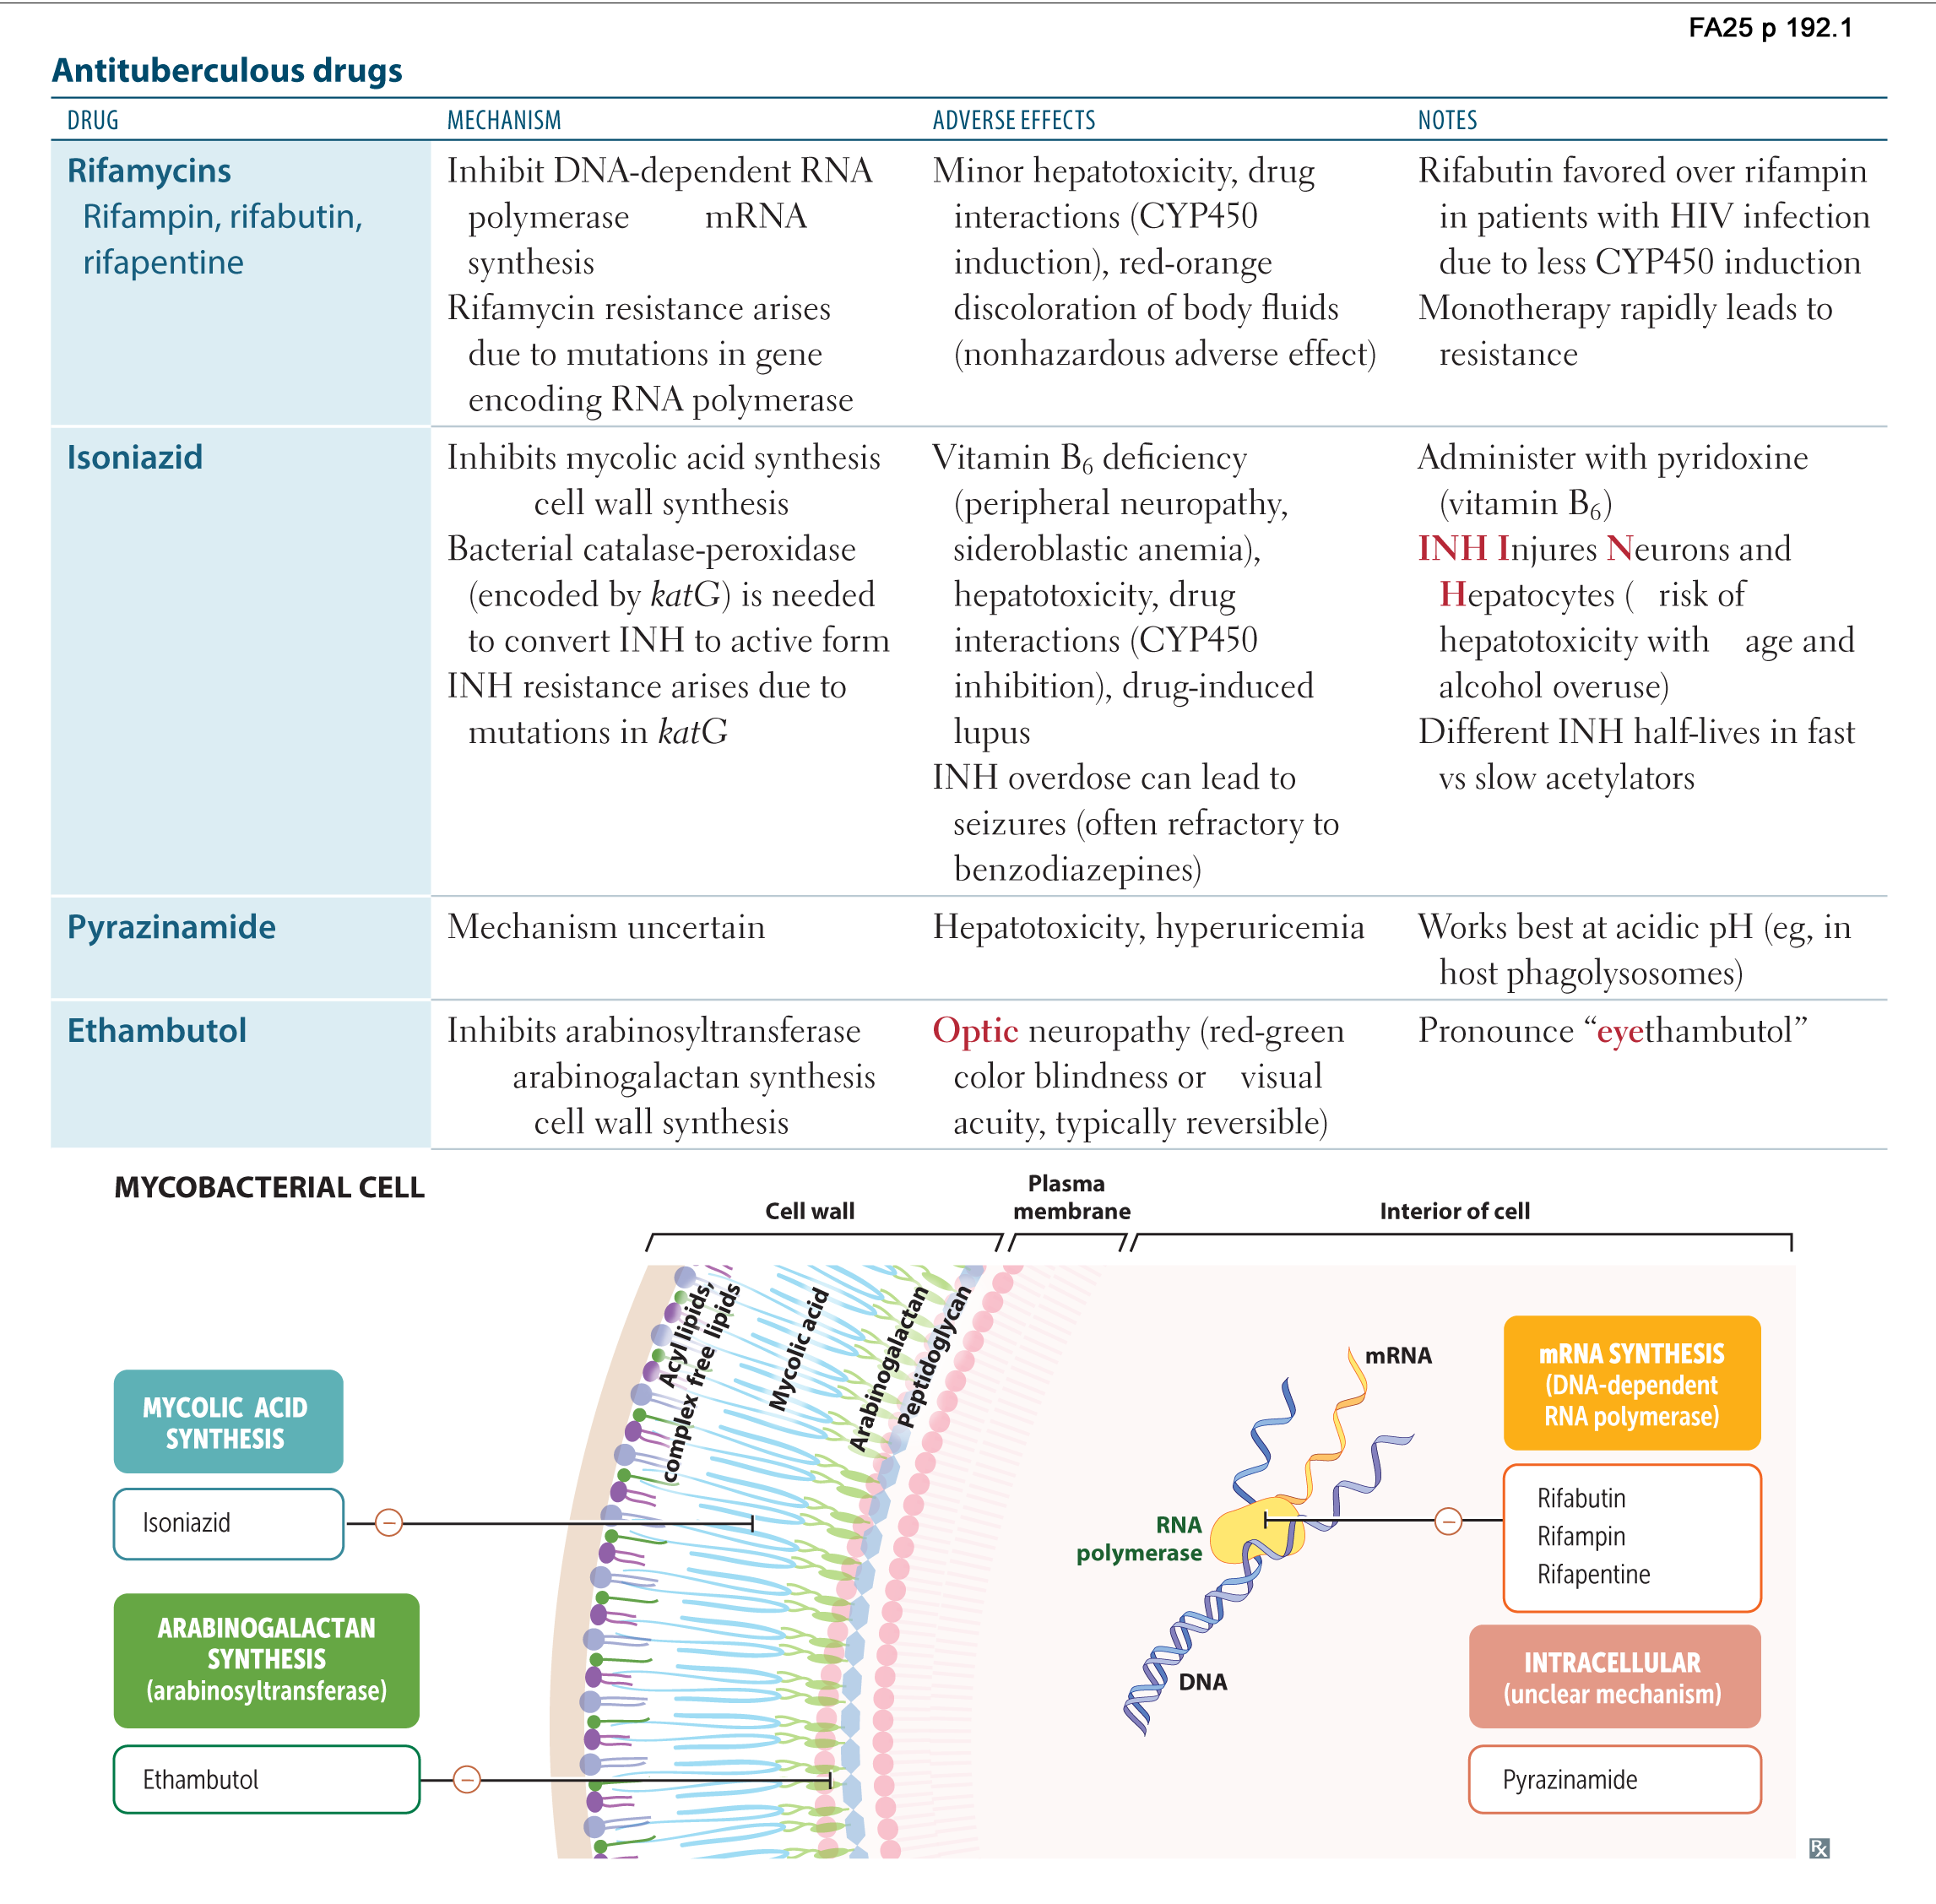 FA25 p 192.1
Antituberculous drugs
DRUG
MECHANISM
ADVERSE EFFECTS
NOTES
Rifamycins
Rifampin, rifabutin,
rifapentine
Inhibit DNA-dependent RNA
polymerase mRNA
synthesis
Rifamycin resistance arises
due to mutations in gene
encoding RNA polymerase
Minor hepatotoxicity, drug
interactions (CYP450
induction), red-orange
discoloration of body fluids
(nonhazardous adverse effect)
Rifabutin favored over rifampin
in patients with HIV infection
due to less CYP450 induction
Monotherapy rapidly leads to
resistance
Isoniazid
Inhibits mycolic acid synthesis
cell wall synthesis
Bacterial catalase-peroxidase
(encoded by katG) is needed
to convert INH to active form
INH resistance arises due to
mutations in katG
Vitamin B₆ deficiency
(peripheral neuropathy,
sideroblastic anemia),
hepatotoxicity, drug
interactions (CYP450
inhibition), drug-induced
lupus
INH overdose can lead to
seizures (often refractory to
benzodiazepines)
Administer with pyridoxine
(vitamin B₆)
INH Injures Neurons and
Hepatocytes ( risk of
hepatotoxicity with age and
alcohol overuse)
Different INH half-lives in fast
vs slow acetylators
Pyrazinamide
Mechanism uncertain
Hepatotoxicity, hyperuricemia
Works best at acidic pH (eg, in
host phagolysosomes)
Ethambutol
Inhibits arabinosyltransferase
arabinogalactan synthesis
cell wall synthesis
Optic neuropathy (red-green
color blindness or visual
acuity, typically reversible)
Pronounce “eyethambutol”
MYCOBACTERIAL CELL
Cell wall
Plasma
membrane
Interior of cell
Acyl lipids,
complex free lipids
Mycolic acid
Arabinogalactan
Peptidoglycan
MYCOLIC ACID
SYNTHESIS
Isoniazid
ARABINOGALACTAN
SYNTHESIS
(arabinosyltransferase)
Ethambutol
mRNA
RNA
polymerase
DNA
mRNA SYNTHESIS
(DNA-dependent
RNA polymerase)
Rifabutin
Rifampin
Rifapentine
INTRACELLULAR
(unclear mechanism)
Pyrazinamide
Rx